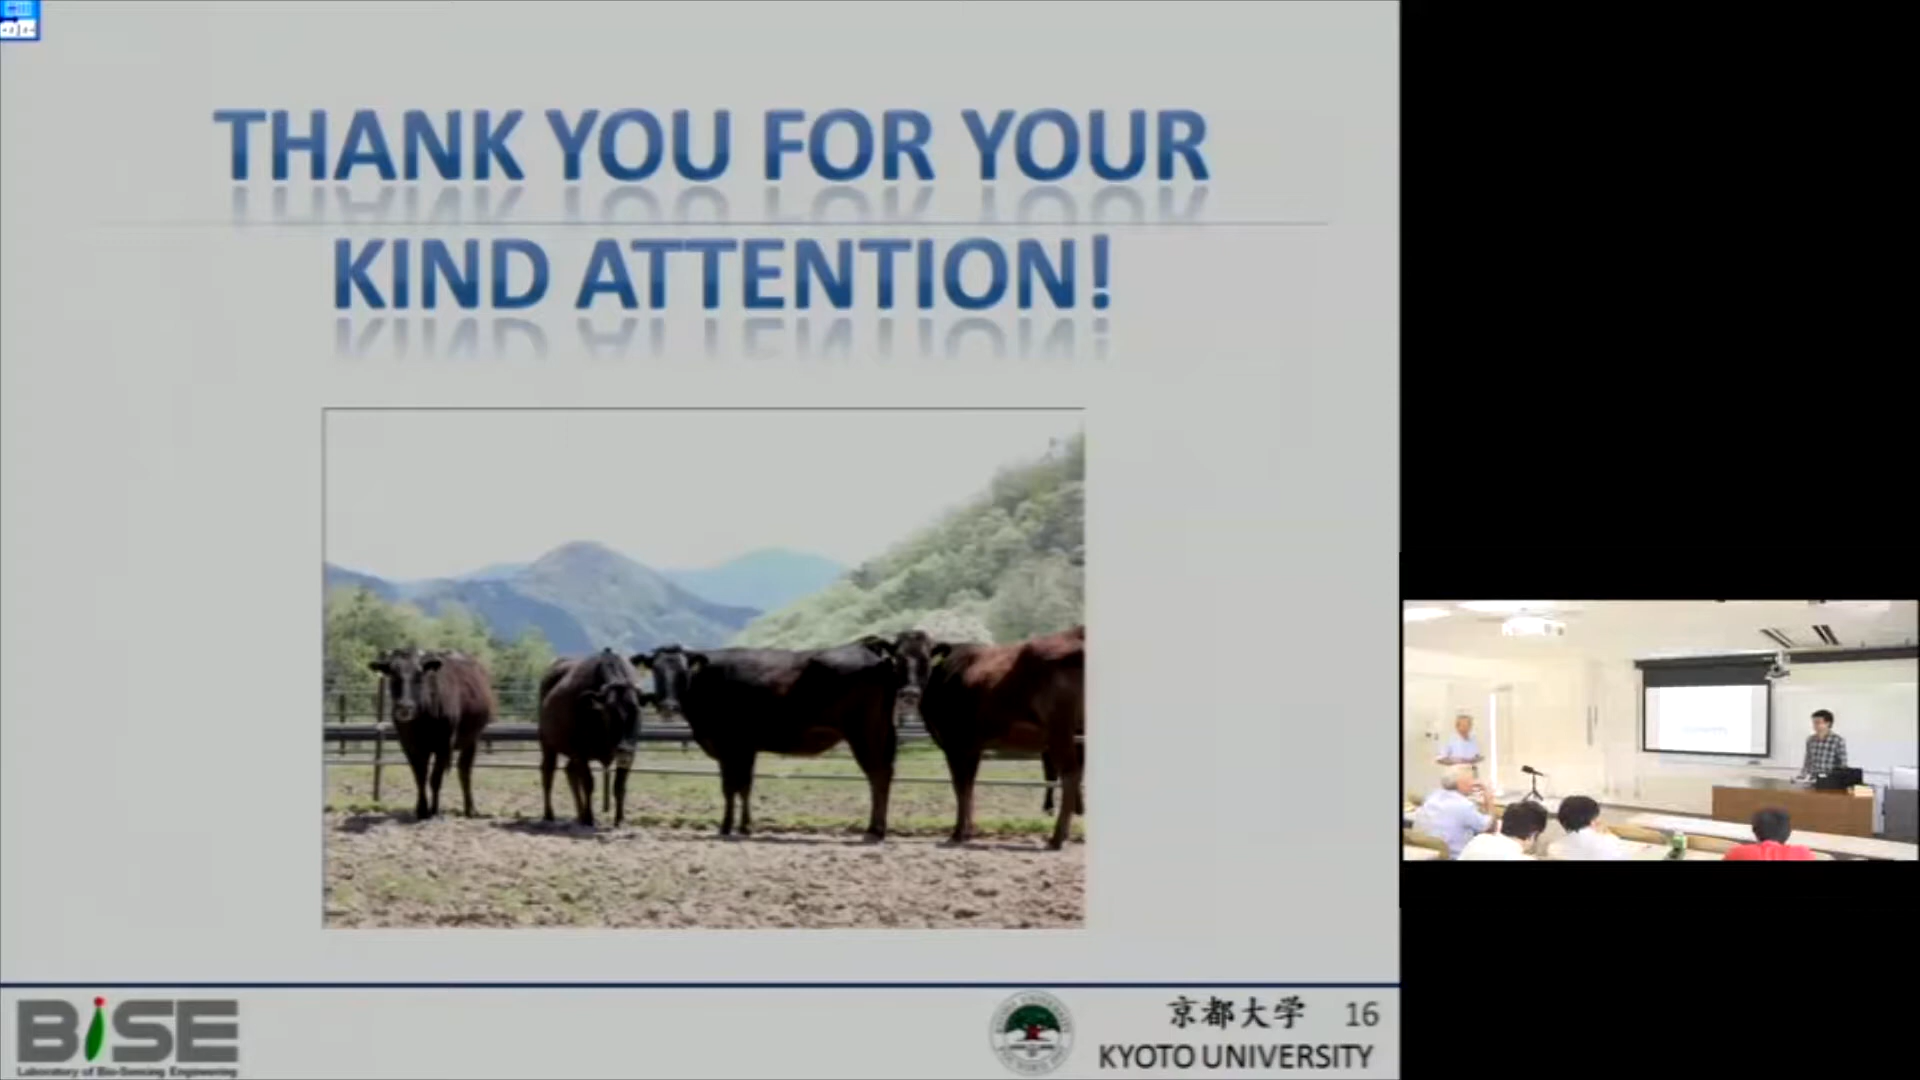 THANK YOU FOR YOUR
KIND ATTENTION!
BiSE
Laboratory of Bio-Sensing Engineering
京都大学 16
KYOTO UNIVERSITY